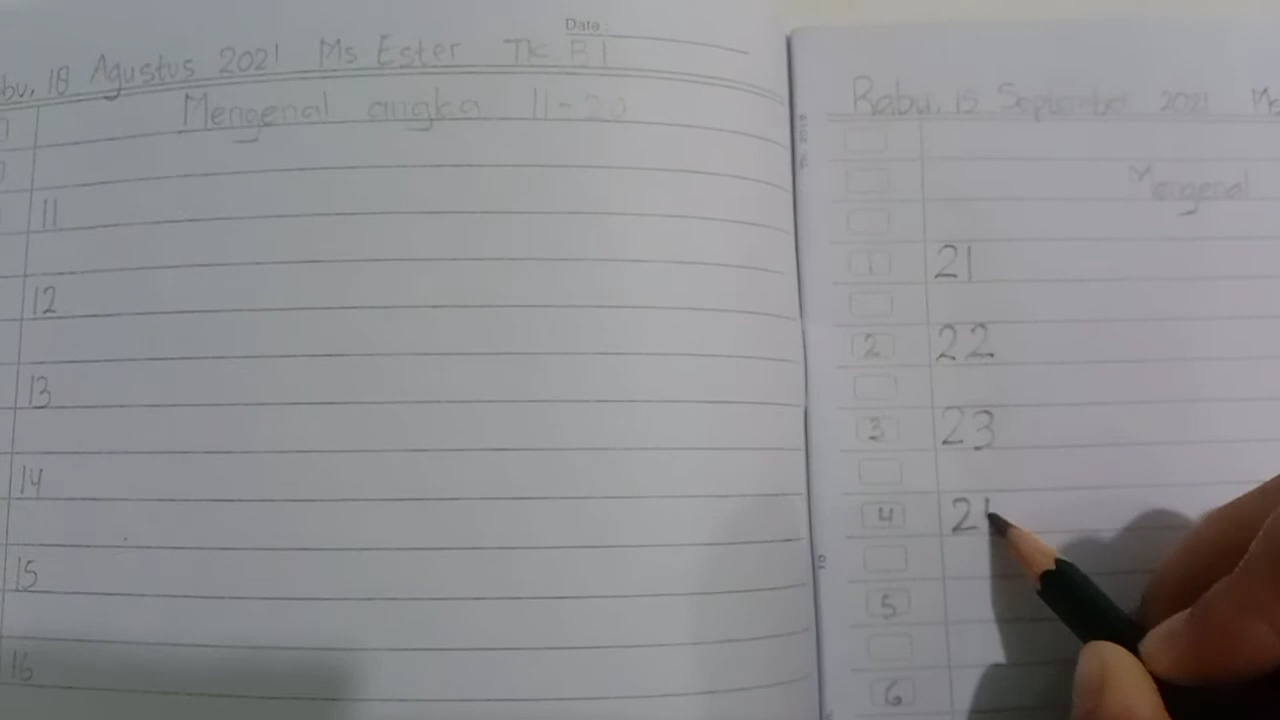 Date:
bu, 18 Agustus 2021 Ms Ester TK B1
Mengenal angka 11-20
11
12
13
14
15
16
Rabu, 15 September 2021
Mengenal
1 21
2 22
3 23
4 2
5
6